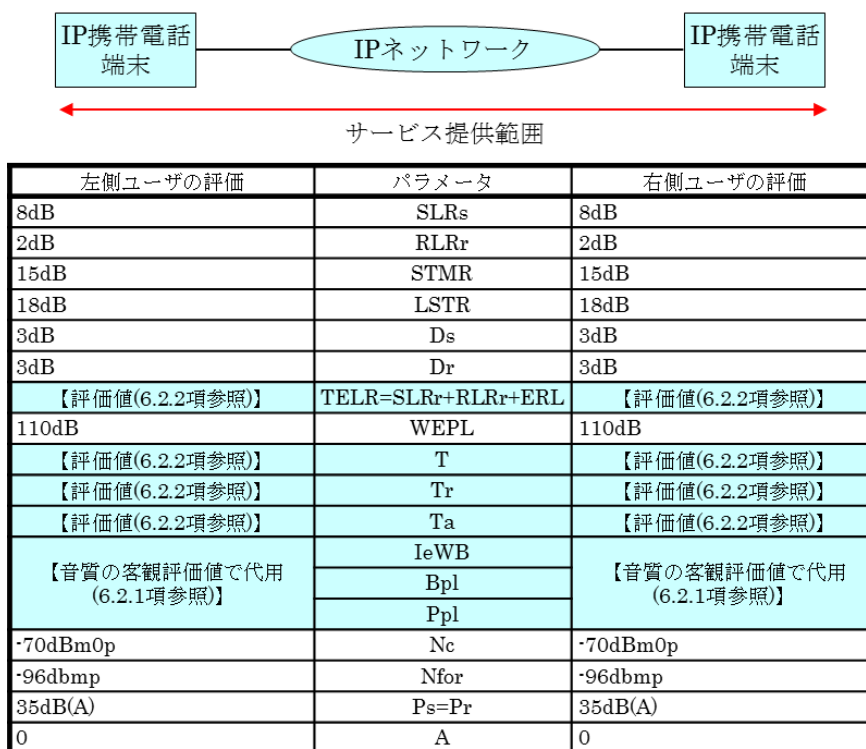 IP携帯電話
端末
IPネットワーク
IP携帯電話
端末
サービス提供範囲
左側ユーザの評価 パラメータ 右側ユーザの評価
8dB SLRs 8dB
2dB RLRr 2dB
15dB STMR 15dB
18dB LSTR 18dB
3dB Ds 3dB
3dB Dr 3dB
【評価値(6.2.2項参照)】 TELR=SLRr+RLRr+ERL 【評価値(6.2.2項参照)】
110dB WEPL 110dB
【評価値(6.2.2項参照)】 T 【評価値(6.2.2項参照)】
【評価値(6.2.2項参照)】 Tr 【評価値(6.2.2項参照)】
【評価値(6.2.2項参照)】 Ta 【評価値(6.2.2項参照)】
【音質の客観評価値で代用
(6.2.1項参照)】
IeWB
Bpl
Ppl
【音質の客観評価値で代用
(6.2.1項参照)】
-70dBm0p Nc -70dBm0p
-96dbmp Nfor -96dbmp
35dB(A) Ps=Pr 35dB(A)
0 A 0